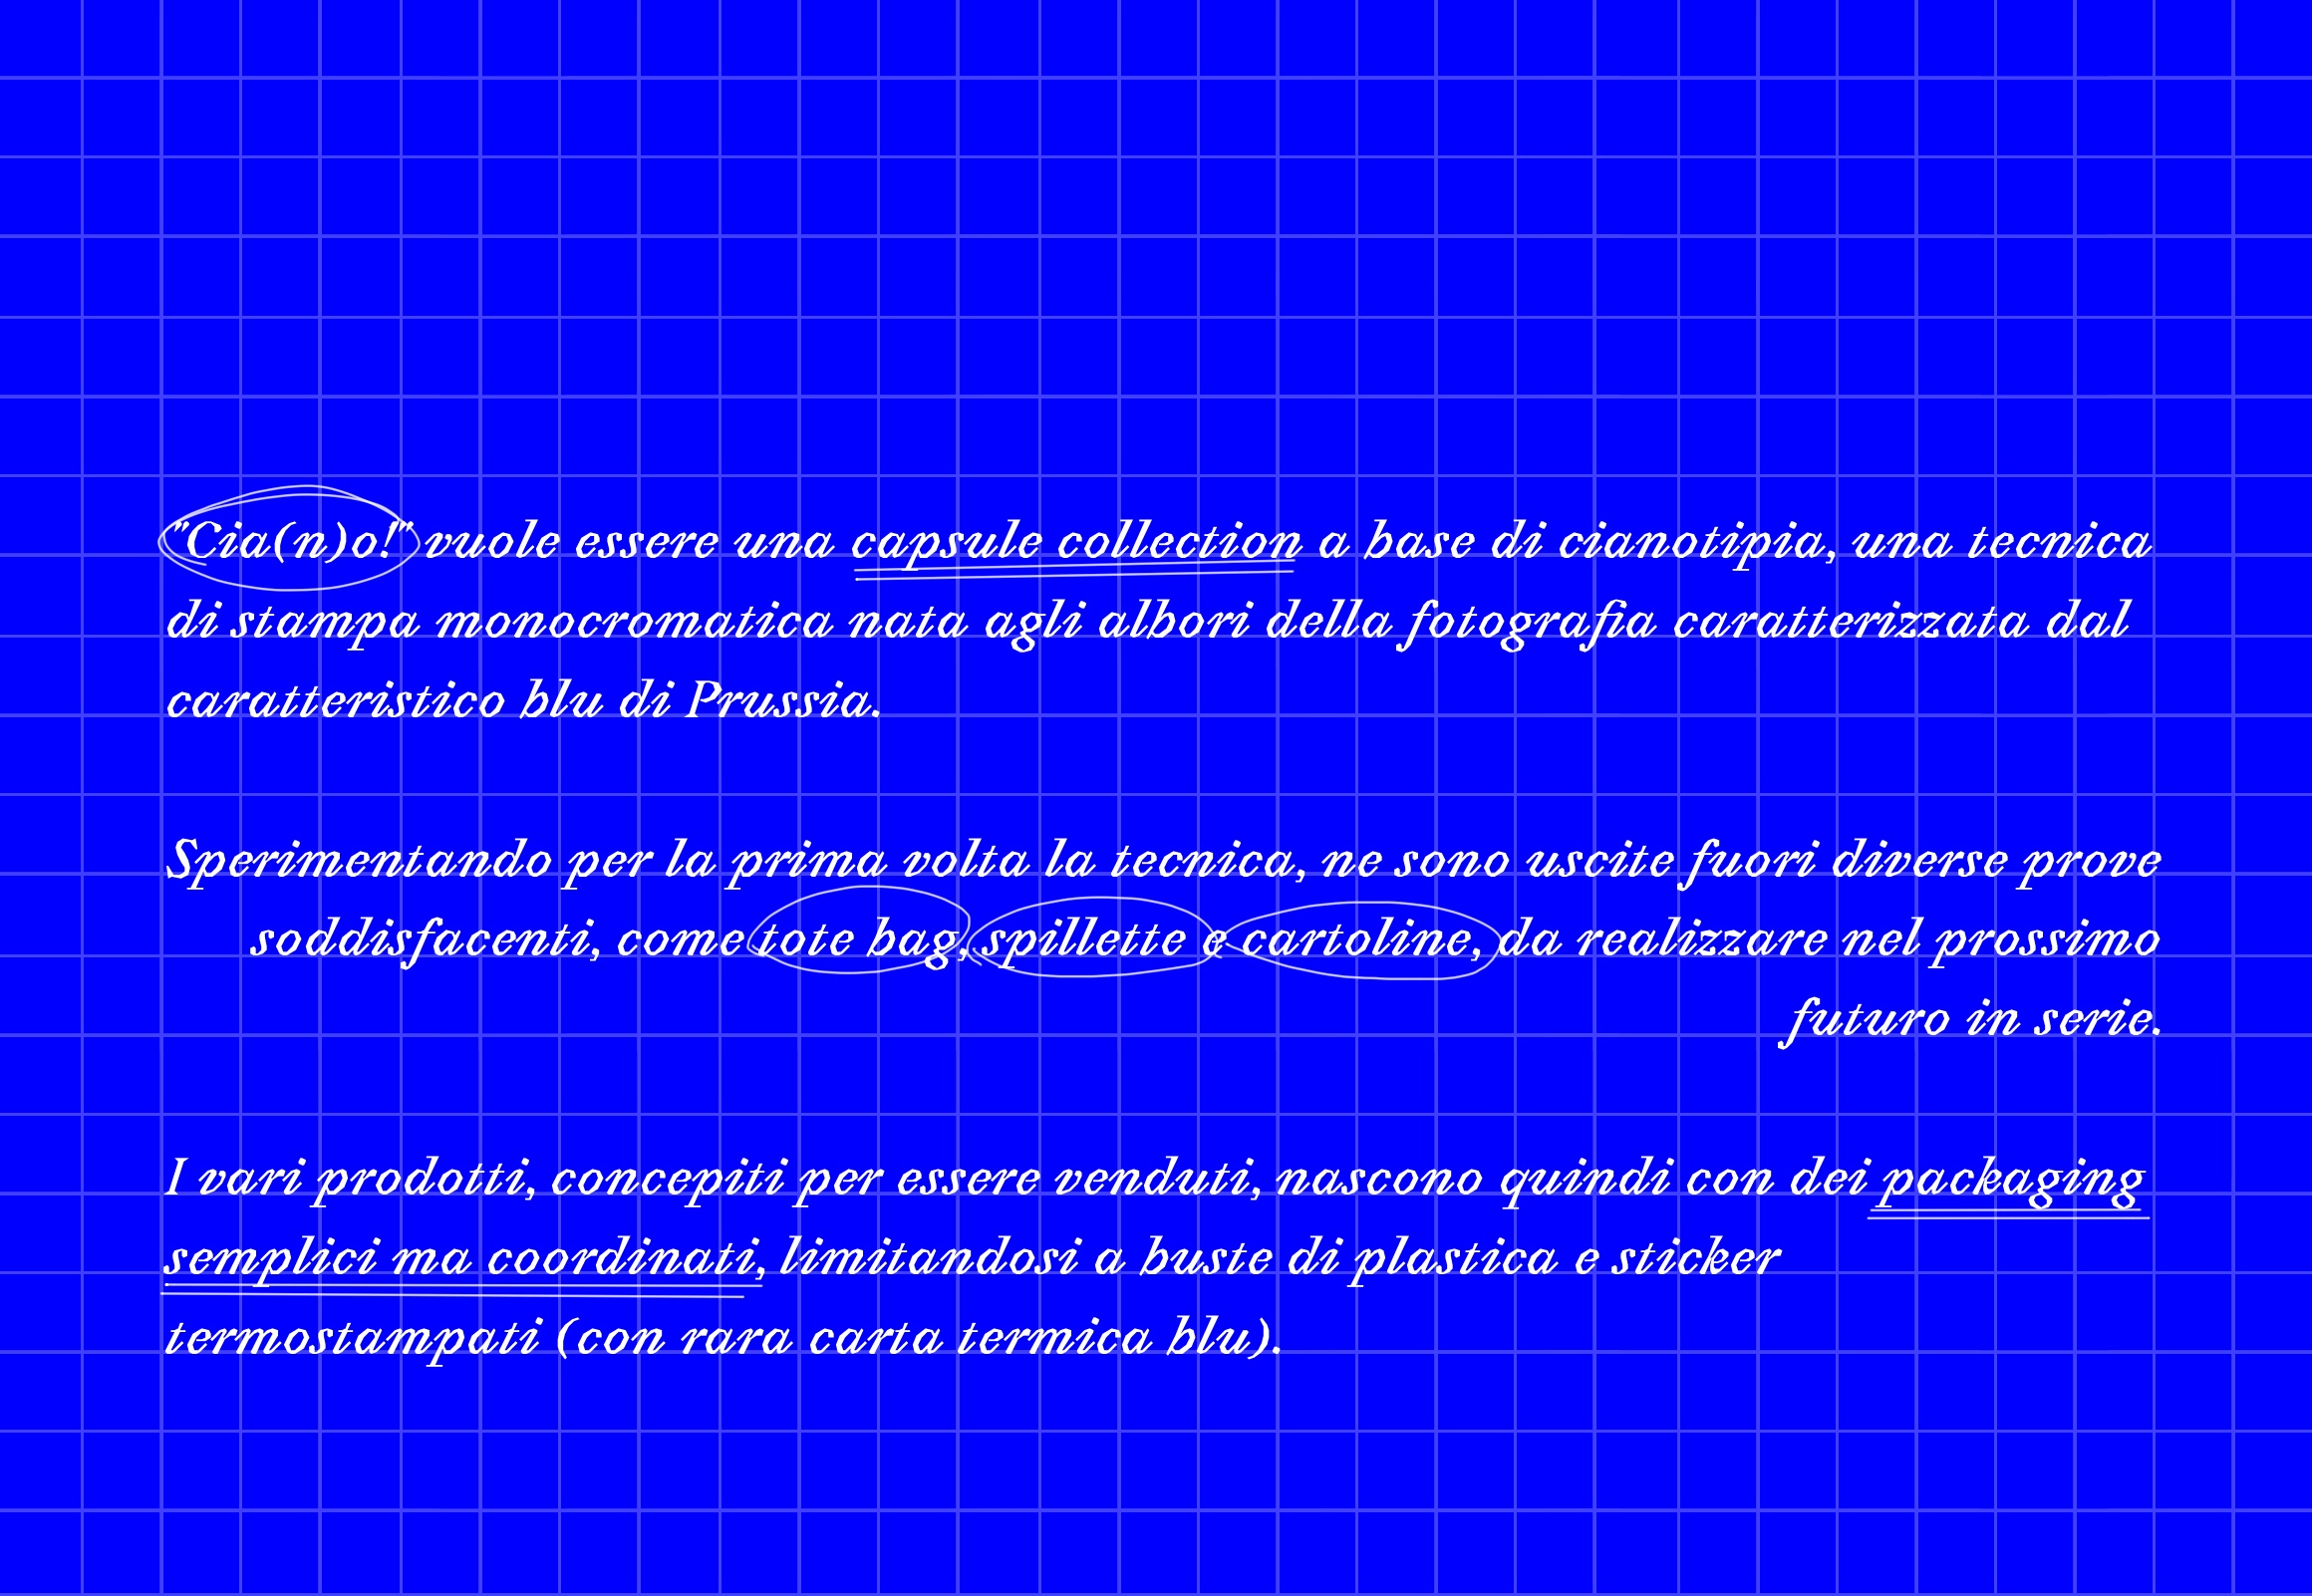 "Cia(n)o!" vuole essere una capsule collection a base di cianotipia, una tecnica
di stampa monocromatica nata agli albori della fotografia caratterizzata dal
caratteristico blu di Prussia.
Sperimentando per la prima volta la tecnica, ne sono uscite fuori diverse prove
soddisfacenti, come tote bag, spillette e cartoline, da realizzare nel prossimo
futuro in serie.
I vari prodotti, concepiti per essere venduti, nascono quindi con dei packaging
semplici ma coordinati, limitandosi a buste di plastica e sticker
termostampati (con rara carta termica blu).